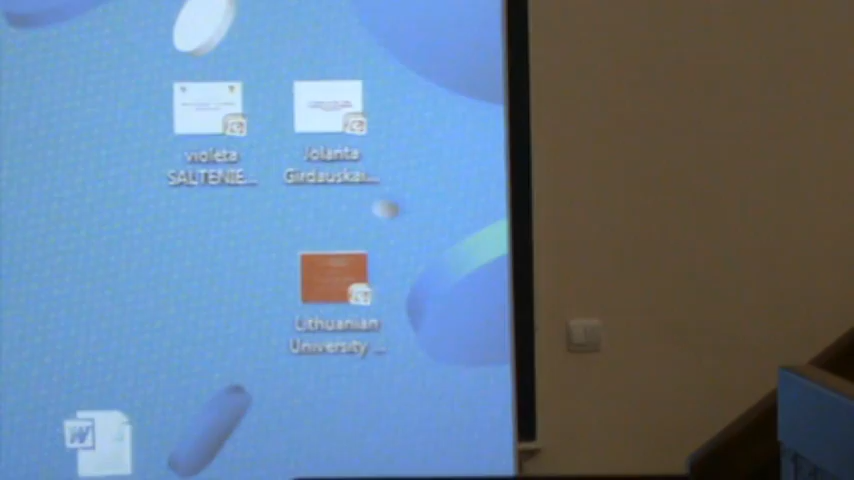 violeta
SALTENIE...
Jolanta
Girdauskai...
Lithuanian
University ...
W